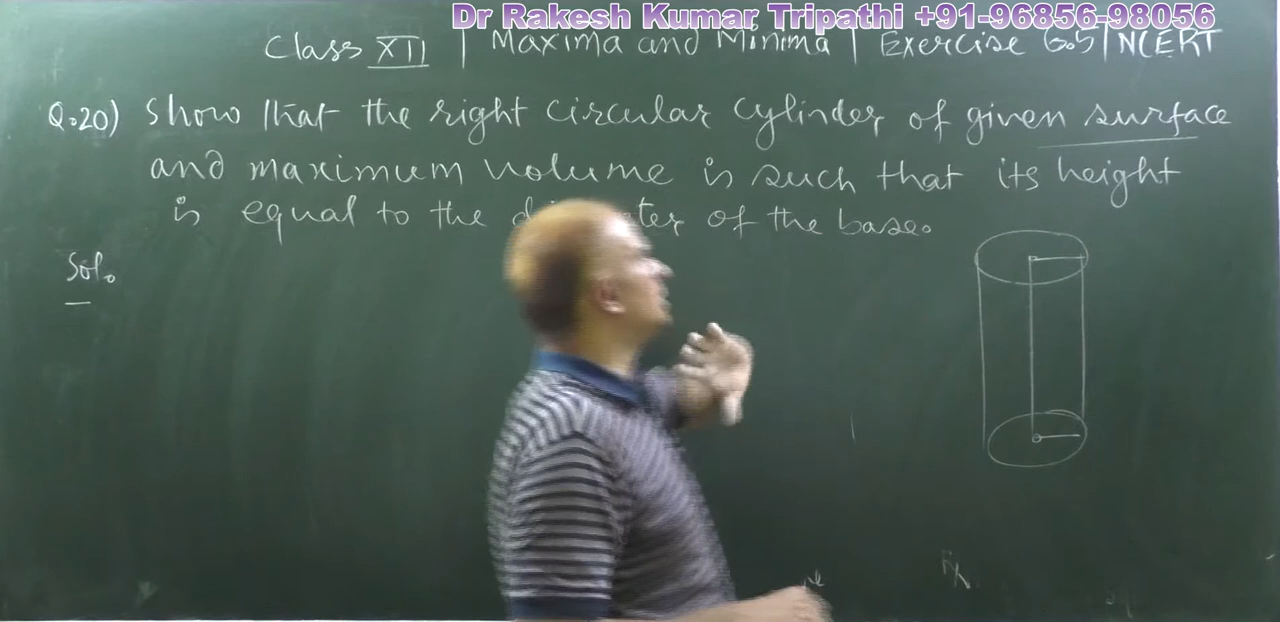 Dr Rakesh Kumar Tripathi +91-96856-98056
Class XII | Maxima and Minima | Exercise 6.5 | NCERT
Q.20) Show that the right circular cylinder of given surface
and maximum volume is such that its height
is equal to the of the base.
Sol.